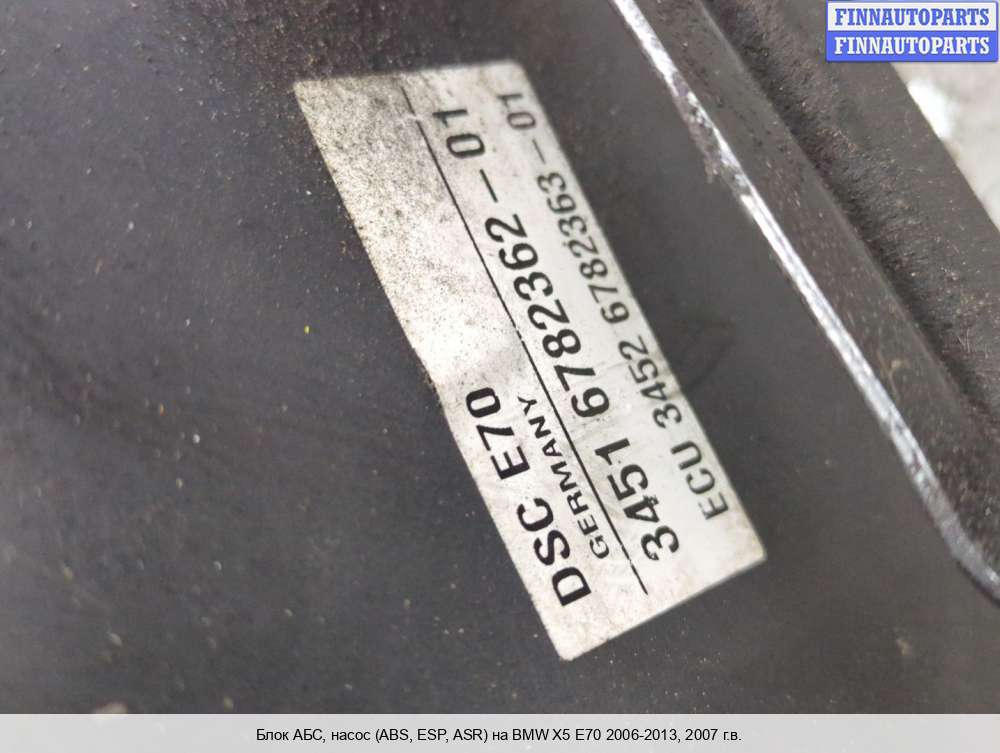 FINNAUTOPARTS
FINNAUTOPARTS
DSC E70
GERMANY
3451 6782362-01
ECU 3452 6782363-01
Блок АБС, насос (ABS, ESP, ASR) на BMW X5 E70 2006-2013, 2007 г.в.